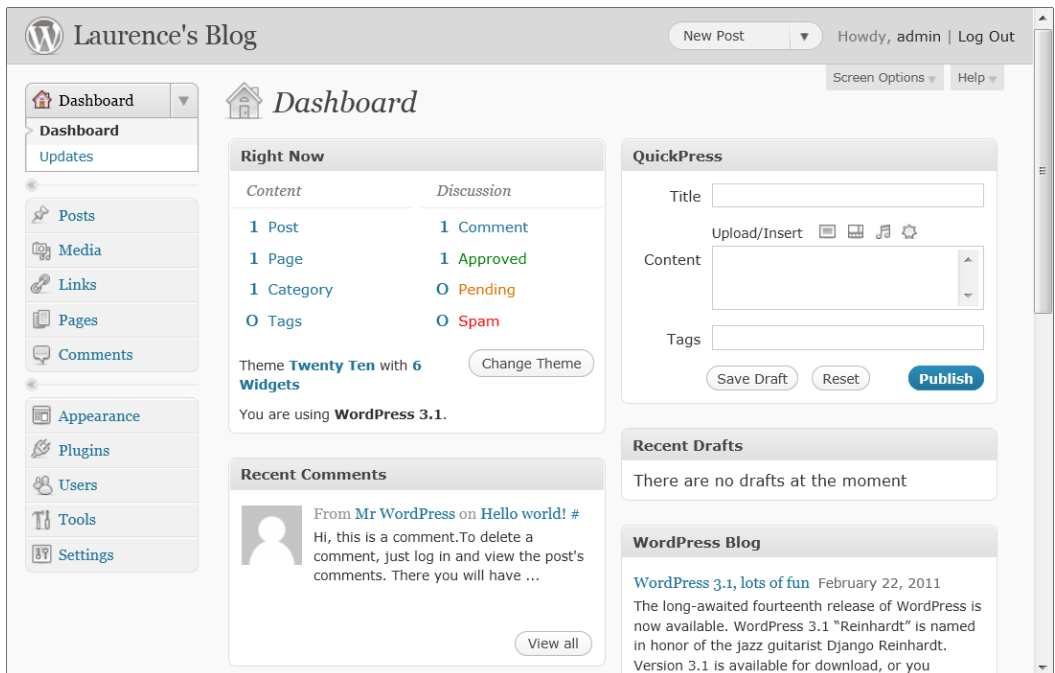 Laurence's Blog
New Post
Howdy, admin | Log Out
Screen Options
Help
Dashboard
Dashboard
Updates
Posts
Media
Links
Pages
Comments
Appearance
Plugins
Users
Tools
Settings
Dashboard
Right Now
Content
Discussion
1 Post
1 Comment
1 Page
1 Approved
1 Category
0 Pending
0 Tags
0 Spam
Theme Twenty Ten with 6
Widgets
Change Theme
You are using WordPress 3.1.
Recent Comments
From Mr WordPress on Hello world! #
Hi, this is a comment.To delete a
comment, just log in and view the post's
comments. There you will have ...
View all
QuickPress
Title
Upload/Insert
Content
Tags
Save Draft
Reset
Publish
Recent Drafts
There are no drafts at the moment
WordPress Blog
WordPress 3.1, lots of fun February 22, 2011
The long-awaited fourteenth release of WordPress is
now available. WordPress 3.1 “Reinhardt” is named
in honor of the jazz guitarist Django Reinhardt.
Version 3.1 is available for download, or you